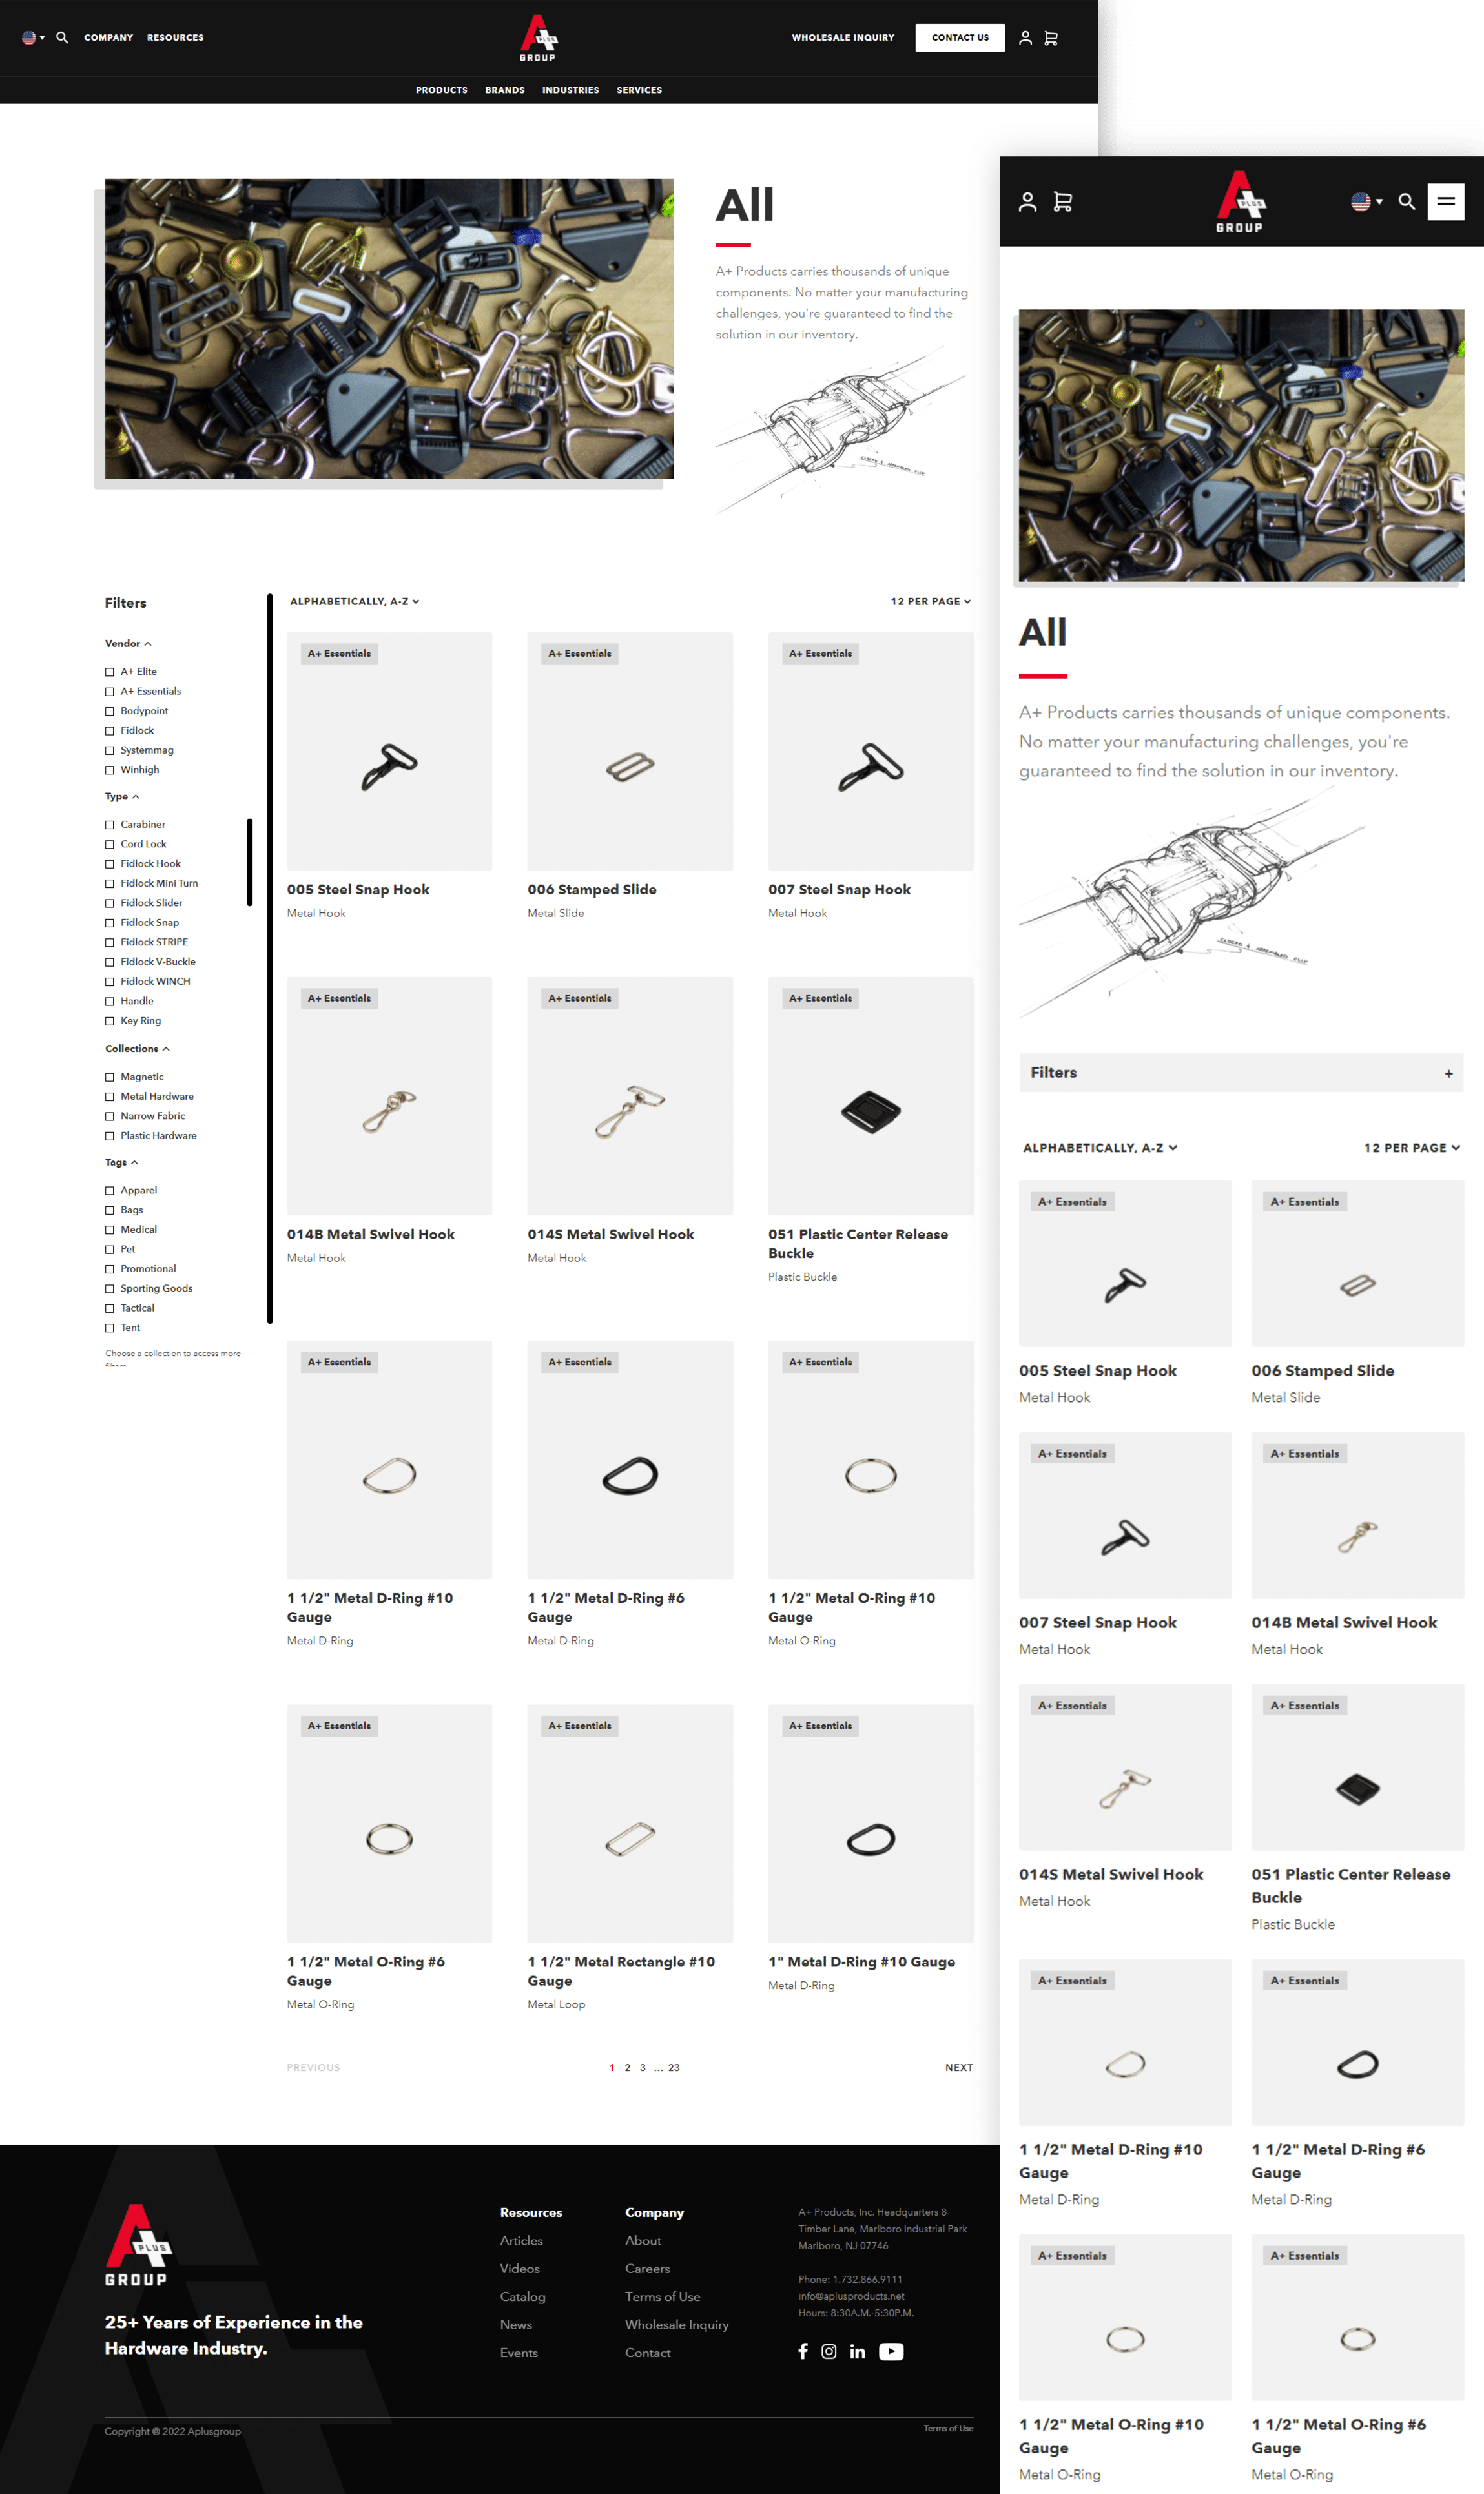 COMPANY RESOURCES
A PLUS GROUP
WHOLESALE INQUIRY CONTACT US
PRODUCTS BRANDS INDUSTRIES SERVICES
All
A+ Products carries thousands of unique
components. No matter your manufacturing
challenges, you're guaranteed to find the
solution in our inventory.
Filters
Vendor
A+ Elite
A+ Essentials
Bodypoint
Fidlock
Systemmag
Winhigh
Type
Carabiner
Cord Lock
Fidlock Hook
Fidlock Mini Turn
Fidlock Slider
Fidlock Snap
Fidlock STRIPE
Fidlock V-Buckle
Fidlock WINCH
Handle
Key Ring
Collections
Magnetic
Metal Hardware
Narrow Fabric
Plastic Hardware
Tags
Apparel
Bags
Medical
Pet
Promotional
Sporting Goods
Tactical
Tent
Choose a collection to access more
ALPHABETICALLY, A-Z 12 PER PAGE
A+ Essentials A+ Essentials A+ Essentials
005 Steel Snap Hook 006 Stamped Slide 007 Steel Snap Hook
Metal Hook Metal Slide Metal Hook
A+ Essentials A+ Essentials A+ Essentials
014B Metal Swivel Hook 014S Metal Swivel Hook 051 Plastic Center Release
Buckle
Metal Hook Metal Hook
Plastic Buckle
A+ Essentials A+ Essentials A+ Essentials
1 1/2" Metal D-Ring #10 1 1/2" Metal D-Ring #6 1 1/2" Metal O-Ring #10
Gauge Gauge Gauge
Metal D-Ring Metal D-Ring Metal O-Ring
A+ Essentials A+ Essentials A+ Essentials
1 1/2" Metal O-Ring #6 1 1/2" Metal Rectangle #10 1" Metal D-Ring #10 Gauge
Gauge Gauge
Metal D-Ring
Metal O-Ring Metal Loop
PREVIOUS 1 2 3 ... 23 NEXT
A PLUS GROUP
25+ Years of Experience in the
Hardware Industry.
Resources
Articles
Videos
Catalog
News
Events
Company
About
Careers
Terms of Use
Wholesale Inquiry
Contact
A+ Products, Inc. Headquarters 8
Timber Lane, Marlboro Industrial Park
Marlboro, NJ 07746
Phone: 1.732.866.9111
info@aplusproducts.net
Hours: 8:30A.M.-5:30P.M.
Copyright @ 2022 Aplusgroup Terms of Use
A PLUS GROUP
All
A+ Products carries thousands of unique components.
No matter your manufacturing challenges, you're
guaranteed to find the solution in our inventory.
Filters +
ALPHABETICALLY, A-Z 12 PER PAGE
A+ Essentials A+ Essentials
005 Steel Snap Hook 006 Stamped Slide
Metal Hook Metal Slide
A+ Essentials A+ Essentials
007 Steel Snap Hook 014B Metal Swivel Hook
Metal Hook Metal Hook
A+ Essentials A+ Essentials
014S Metal Swivel Hook 051 Plastic Center Release
Buckle
Metal Hook
Plastic Buckle
A+ Essentials A+ Essentials
1 1/2" Metal D-Ring #10 1 1/2" Metal D-Ring #6
Gauge Gauge
Metal D-Ring Metal D-Ring
A+ Essentials A+ Essentials
1 1/2" Metal O-Ring #10 1 1/2" Metal O-Ring #6
Gauge Gauge
Metal O-Ring Metal O-Ring